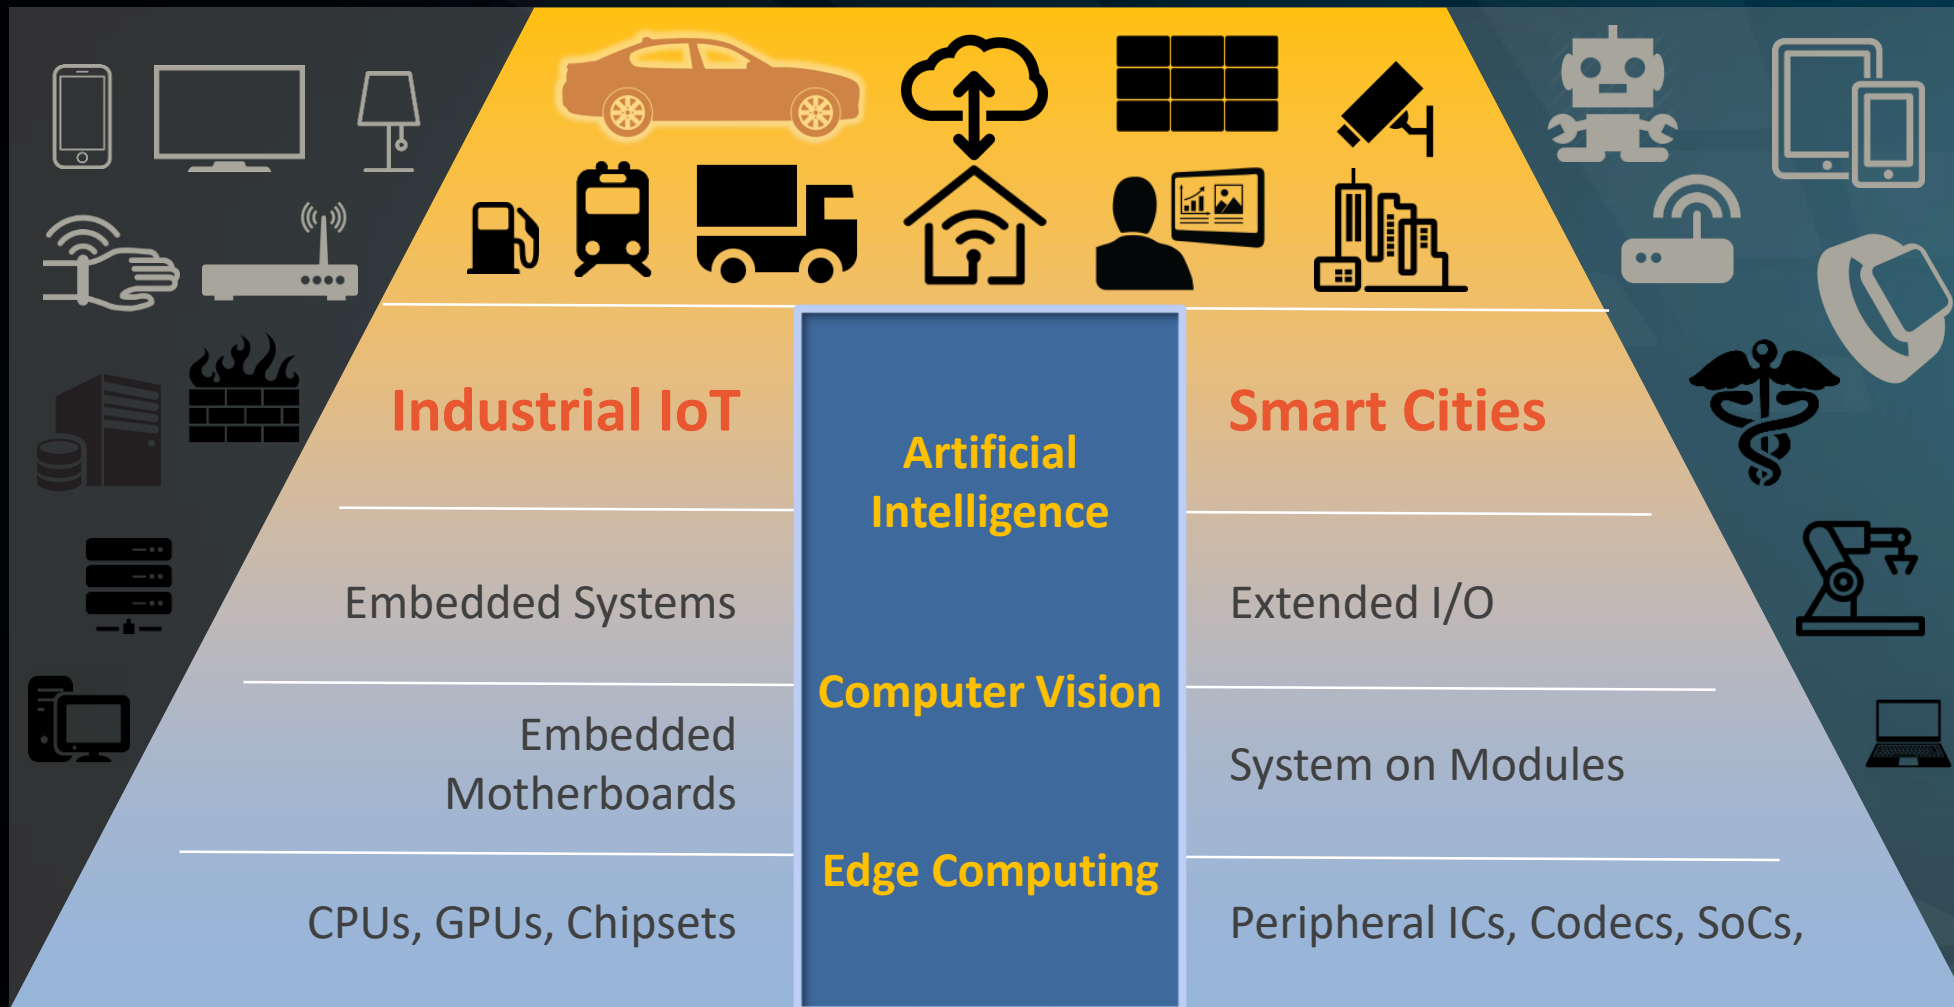 Industrial IoT
Smart Cities
Artificial
Intelligence
Embedded Systems
Extended I/O
Computer Vision
Embedded
Motherboards
System on Modules
Edge Computing
CPUs, GPUs, Chipsets
Peripheral ICs, Codecs, SoCs,